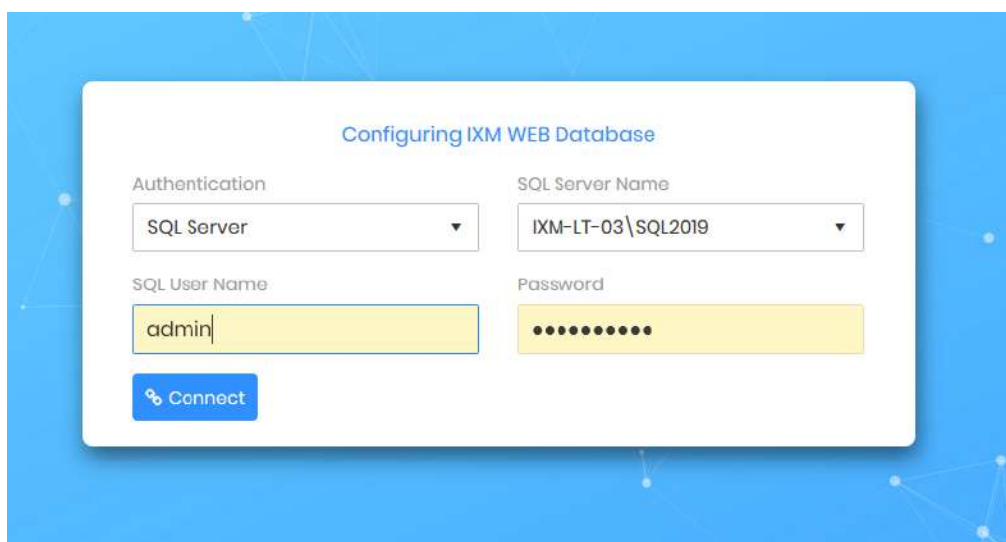 Configuring IXM WEB Database
Authentication
SQL Server Name
SQL Server
IXM-LT-03\SQL2019
SQL User Name
Password
admin
••••••••••
Connect